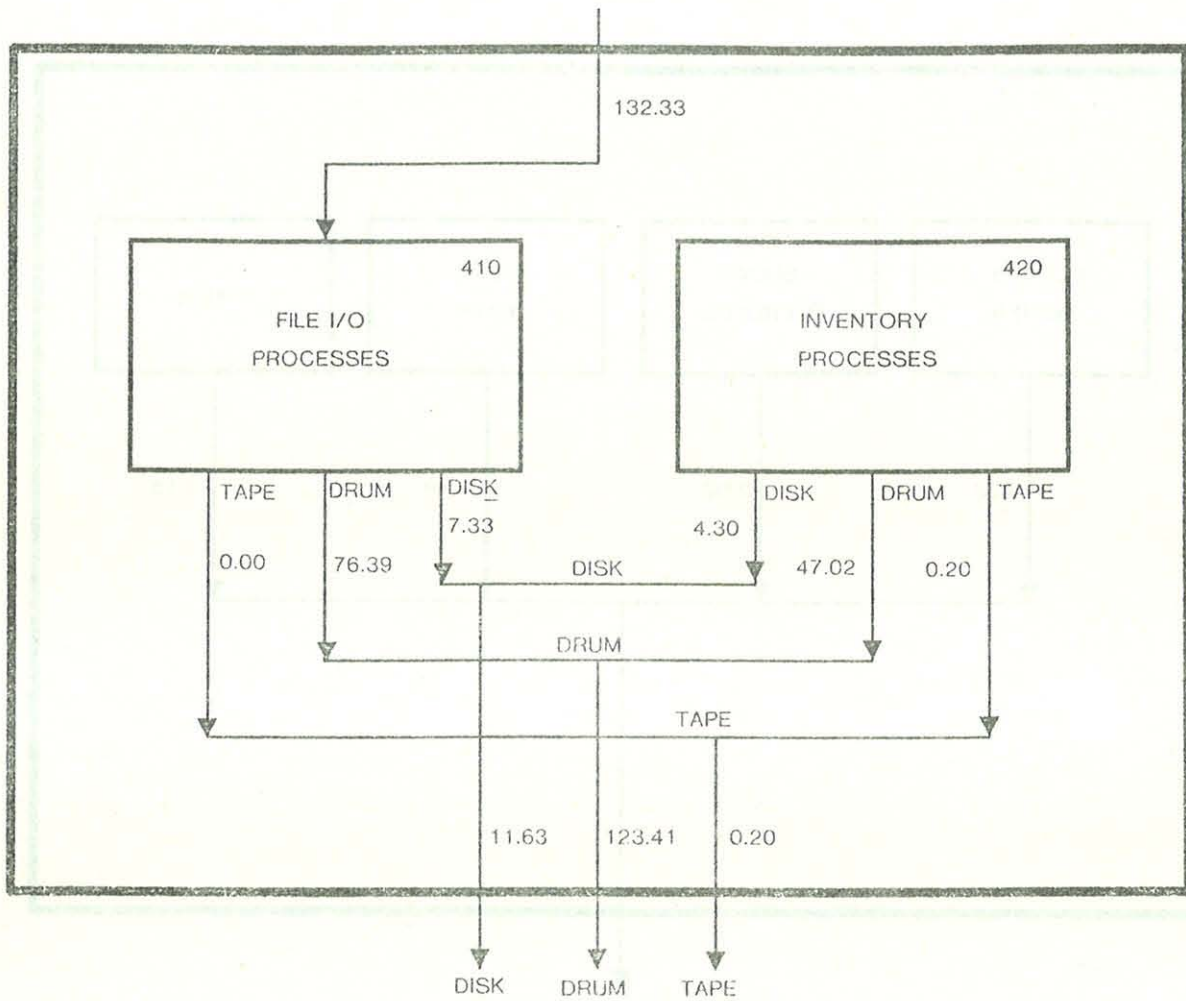 132.33
410
FILE I/O
PROCESSES
420
INVENTORY
PROCESSES
TAPE
DRUM
DISK
DISK
DRUM
TAPE
7.33
4.30
0.00
76.39
DISK
47.02
0.20
DRUM
TAPE
11.63
123.41
0.20
DISK
DRUM
TAPE